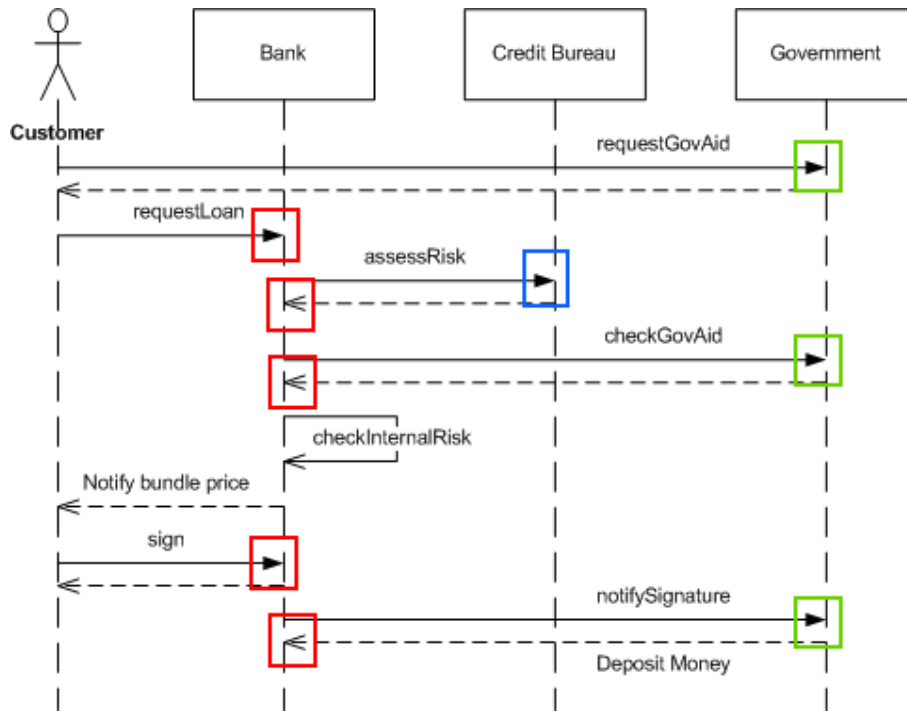 Bank
Credit Bureau
Government
Customer
requestGovAid
requestLoan
assessRisk
checkGovAid
checkInternalRisk
Notify bundle price
sign
notifySignature
Deposit Money